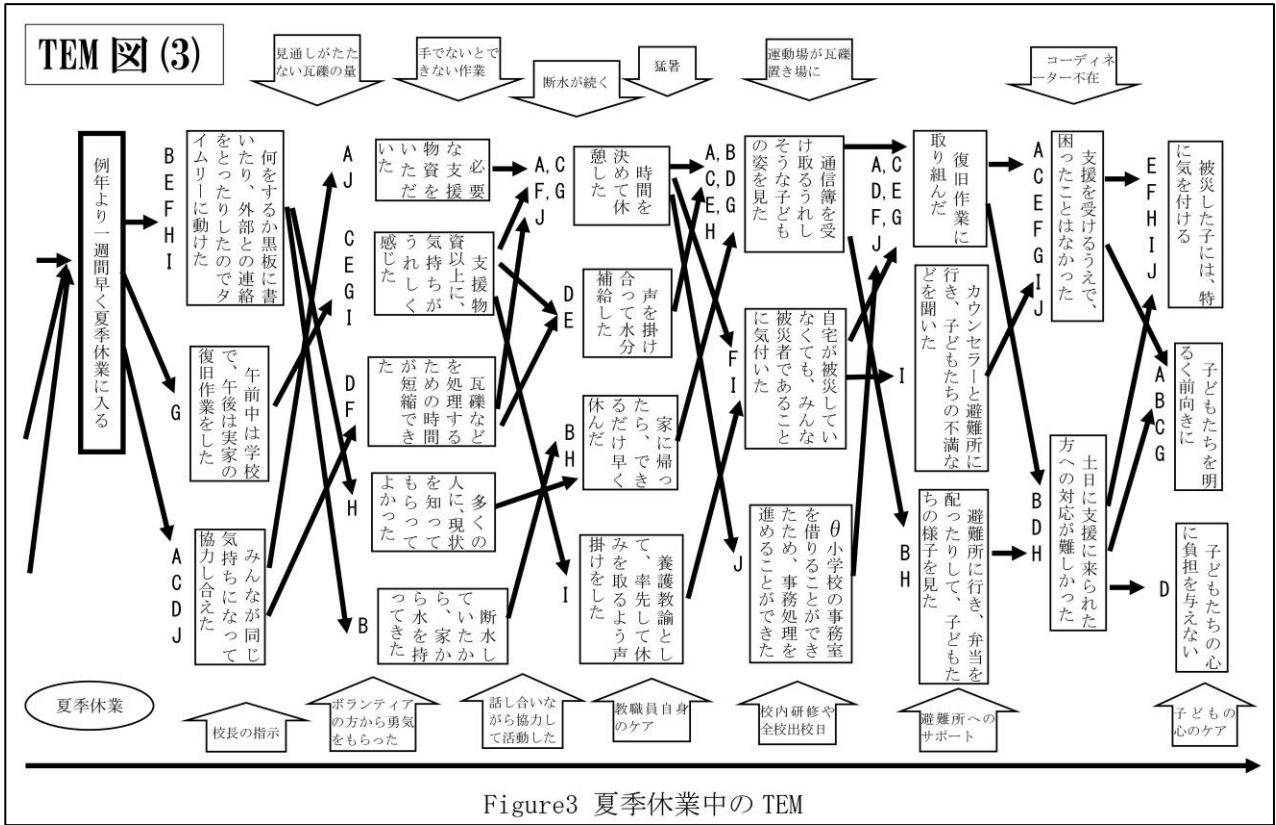 TEM 図(3)
見通しがたた
ない瓦礫の量
手でないとで
きない作業
断水が続く
猛暑
運動場が瓦礫
置き場に
コーディネ
ーター不在
例年より一週間早く夏季休業に入る
B
E
F
H
I
G
A
C
D
J
何をするか黒板に書
いたり、外部との連絡
をとったりしたのでタ
イムリーに動けた
午前中は学校
で、午後は実家の
復旧作業をした
みんなが同じ
気持ちになって
協力し合えた
A
J
C
E
G
I
D
F
H
B
必要
な支援
物資を
いただ
いた
支援物
資以上に、
気持ちが
うれしく
感じた
瓦礫など
を処理する
ための時間
が短縮でき
た
多くの
人に、現状
を知って
もらって
よかった
断水し
ていたか
ら、家か
ら水を持
ってきた
A, C
F, G
J
D
E
B
H
I
時間を
決めて休
憩した
声を掛け
合って水分
補給した
家に帰っ
たら、でき
るだけ早く
休んだ
養護教諭とし
て、率先して休
みを取るよう声
掛けをした
A, B
C, D
E, G
H
F
I
J
通信簿を受
け取るうれし
そうな子ども
の姿を見た
自宅が被災してい
なくても、みんな
被災者であること
に気付いた
θ小学校の事務室
を借りることができ
たため、事務処理を
進めることができた
A, C
D, E
F, G
J
I
B
H
復旧作業に
取り組んだ
カウンセラーと避難所に
行き、子どもたちの不満な
どを聞いた
避難所に行き、弁当を
配ったりして、子どもた
ちの様子を見た
A
C
E
F
G
I
J
B
D
H
支援を受けるうえで、
困ったことはなかった
土日に支援に来られた
方への対応が難しかった
E
F
H
I
J
A
B
C
G
D
被災した子には、特
に気を付ける
子どもたちを明
るく前向きに
子どもたちの心
に負担を与えない
夏季休業
校長の指示
ボランティア
の方から勇気
をもらった
話し合いな
がら協力し
て活動した
教職員自身
のケア
校内研修や
全校出校日
避難所への
サポート
子どもの
心のケア
Figure3 夏季休業中の TEM